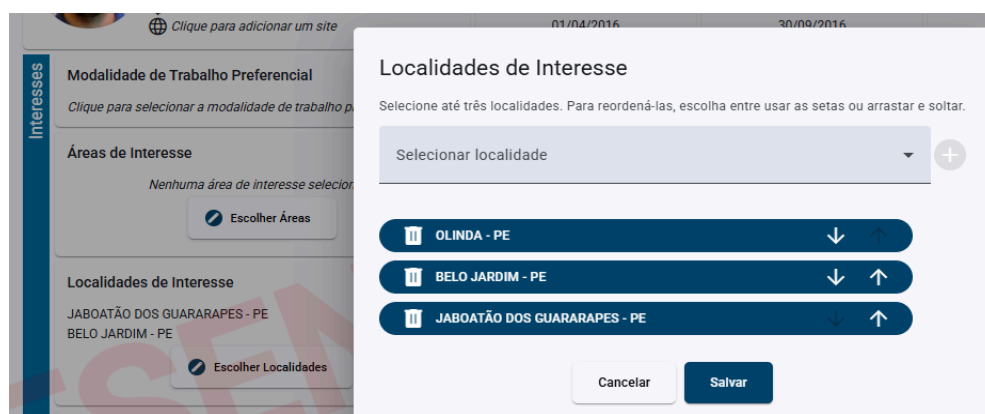 Clique para adicionar um site
01/04/2016
30/09/2016
Interesses
Modalidade de Trabalho Preferencial
Clique para selecionar a modalidade de trabalho
Áreas de Interesse
Nenhuma área de interesse selecion
Escolher Áreas
Localidades de Interesse
JABOATÃO DOS GUARARAPES - PE
BELO JARDIM - PE
Escolher Localidades
Localidades de Interesse
Selecione até três localidades. Para reordená-las, escolha entre usar as setas ou arrastar e soltar.
Selecionar localidade
OLINDA - PE
BELO JARDIM - PE
JABOATÃO DOS GUARARAPES - PE
Cancelar
Salvar